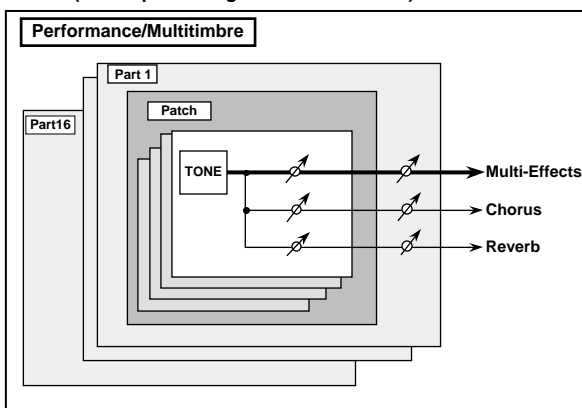 Performance/Multitimbre
Part 1
Patch
Part16
TONE
Multi-Effects
Chorus
Reverb